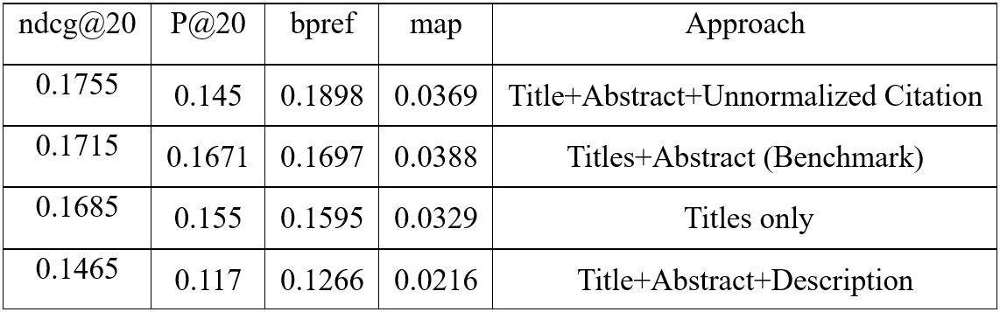 ndcg@20 P@20 bpref map Approach
0.1755 0.145 0.1898 0.0369 Title+Abstract+Unnormalized Citation
0.1715 0.1671 0.1697 0.0388 Titles+Abstract (Benchmark)
0.1685 0.155 0.1595 0.0329 Titles only
0.1465 0.117 0.1266 0.0216 Title+Abstract+Description